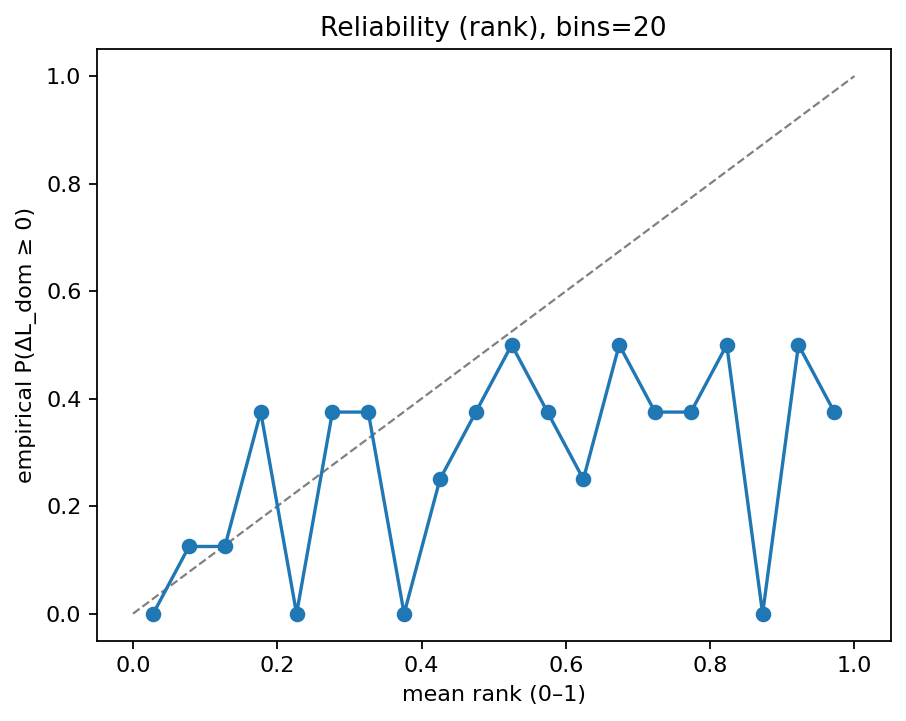 Reliability (rank), bins=20
empirical P(ΔL_dom ≥ 0)
1.0
0.8
0.6
0.4
0.2
0.0
0.0 0.2 0.4 0.6 0.8 1.0
mean rank (0–1)